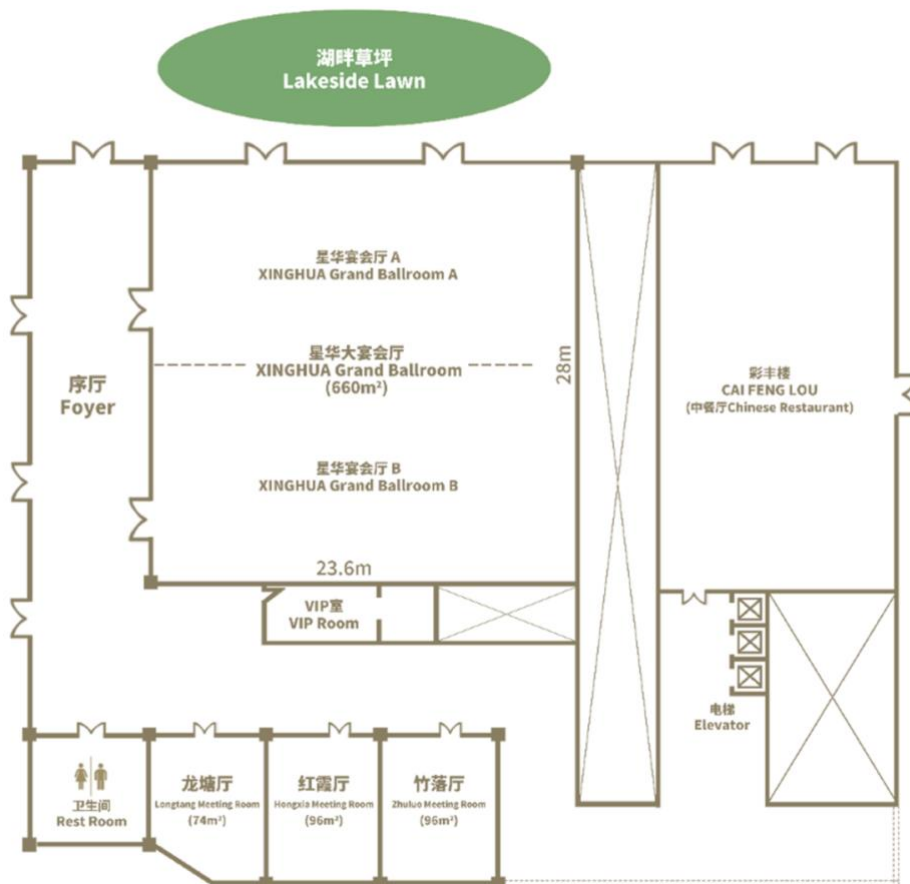 湖畔草坪
Lakeside Lawn
星华宴会厅 A
XINGHUA Grand Ballroom A
星华大宴会厅
XINGHUA Grand Ballroom
(660m²)
28m
序厅
Foyer
彩丰楼
CAI FENG LOU
(中餐厅Chinese Restaurant)
星华宴会厅 B
XINGHUA Grand Ballroom B
23.6m
VIP室
VIP Room
电梯
Elevator
卫生间
Rest Room
龙塘厅
Longtang Meeting Room
(74m²)
红霞厅
Hongxia Meeting Room
(96m²)
竹落厅
Zhuluo Meeting Room
(96m²)